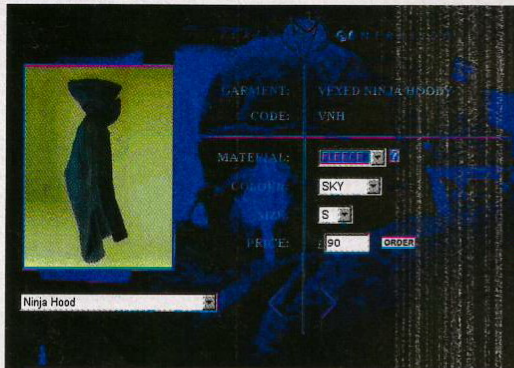 GARMENT: VEXED NINJA HOODY
CODE: VNH
MATERIAL: FLEECE ?
COLOUR: SKY
SIZE: S
PRICE: £ 90 ORDER
Ninja Hood